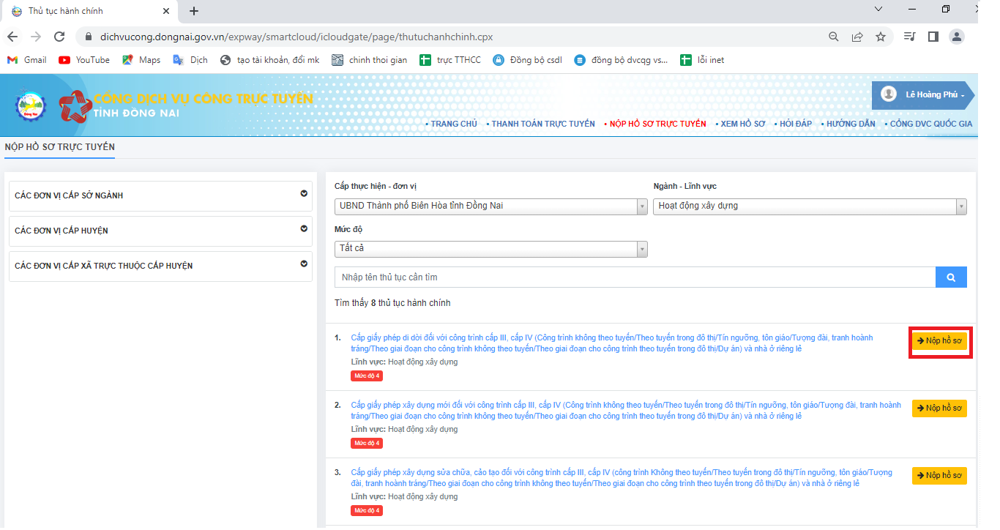 Thủ tục hành chính
dichvucong.dongnai.gov.vn/expway/smartcloud/icloudgate/page/thutuchanhchinh.cpx
Gmail YouTube Maps Dịch tạo tài khoản, đổi mk chinh thoi gian trực TTHCC Đồng bộ csdl đồng bộ dvcqg vs... lỗi inet
CỔNG DỊCH VỤ CÔNG TRỰC TUYẾN
TỈNH ĐỒNG NAI
Đồng Nai
Lê Hoàng Phú
• TRANG CHỦ • THANH TOÁN TRỰC TUYẾN • NỘP HỒ SƠ TRỰC TUYẾN • XEM HỒ SƠ • HỎI ĐÁP • HƯỚNG DẪN • CỔNG DVC QUỐC GIA
NỘP HỒ SƠ TRỰC TUYẾN
CÁC ĐƠN VỊ CẤP SỞ NGÀNH
CÁC ĐƠN VỊ CẤP HUYỆN
CÁC ĐƠN VỊ CẤP XÃ TRỰC THUỘC CẤP HUYỆN
Cấp thực hiện - đơn vị Ngành - Lĩnh vực
UBND Thành phố Biên Hòa tỉnh Đồng Nai Hoạt động xây dựng
Mức độ
Tất cả
Nhập tên thủ tục cần tìm
Tìm thấy 8 thủ tục hành chính
1. Cấp giấy phép di dời đối với công trình cấp III, cấp IV (Công trình không theo tuyến/Theo tuyến trong đô thị/Tín ngưỡng, tôn giáo/Tượng đài, tranh hoành
tráng/Theo giai đoạn cho công trình không theo tuyến/Theo giai đoạn cho công trình theo tuyến trong đô thị/Dự án) và nhà ở riêng lẻ
Lĩnh vực: Hoạt động xây dựng
Mức độ 4
Nộp hồ sơ
2. Cấp giấy phép xây dựng mới đối với công trình cấp III, cấp IV (Công trình không theo tuyến/Theo tuyến trong đô thị/Tín ngưỡng, tôn giáo/Tượng đài, tranh hoành
tráng/Theo giai đoạn cho công trình không theo tuyến/Theo giai đoạn cho công trình theo tuyến trong đô thị/Dự án) và nhà ở riêng lẻ
Lĩnh vực: Hoạt động xây dựng
Mức độ 4
Nộp hồ sơ
3. Cấp giấy phép xây dựng sửa chữa, cải tạo đối với công trình cấp III, cấp IV (công trình Không theo tuyến/Theo tuyến trong đô thị/Tín ngưỡng, tôn giáo/Tượng
đài, tranh hoành tráng/Theo giai đoạn cho công trình không theo tuyến/Theo giai đoạn cho công trình theo tuyến trong đô thị/Dự án) và nhà ở riêng lẻ
Lĩnh vực: Hoạt động xây dựng
Mức độ 4
Nộp hồ sơ